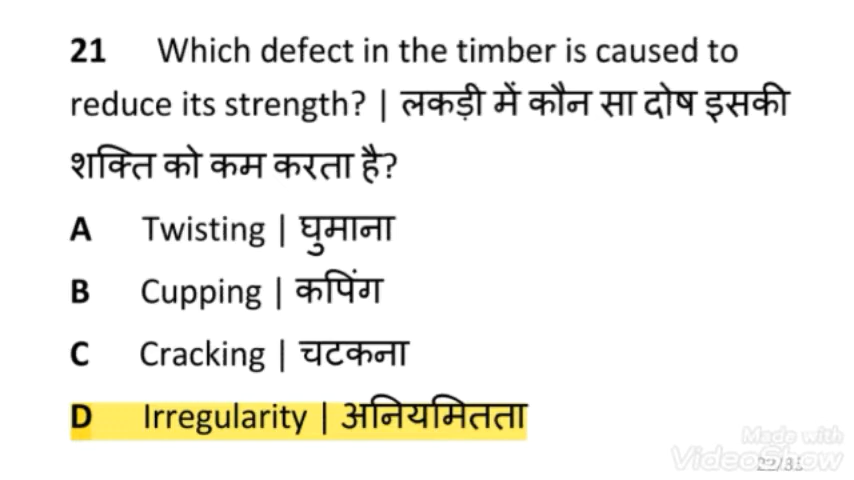 21 Which defect in the timber is caused to
reduce its strength? | लकड़ी में कौन सा दोष इसकी
शक्ति को कम करता है?
A Twisting | घुमाना
B Cupping | कपिंग
C Cracking | चटकना
D Irregularity | अनियमितता
Made with
VideoShow